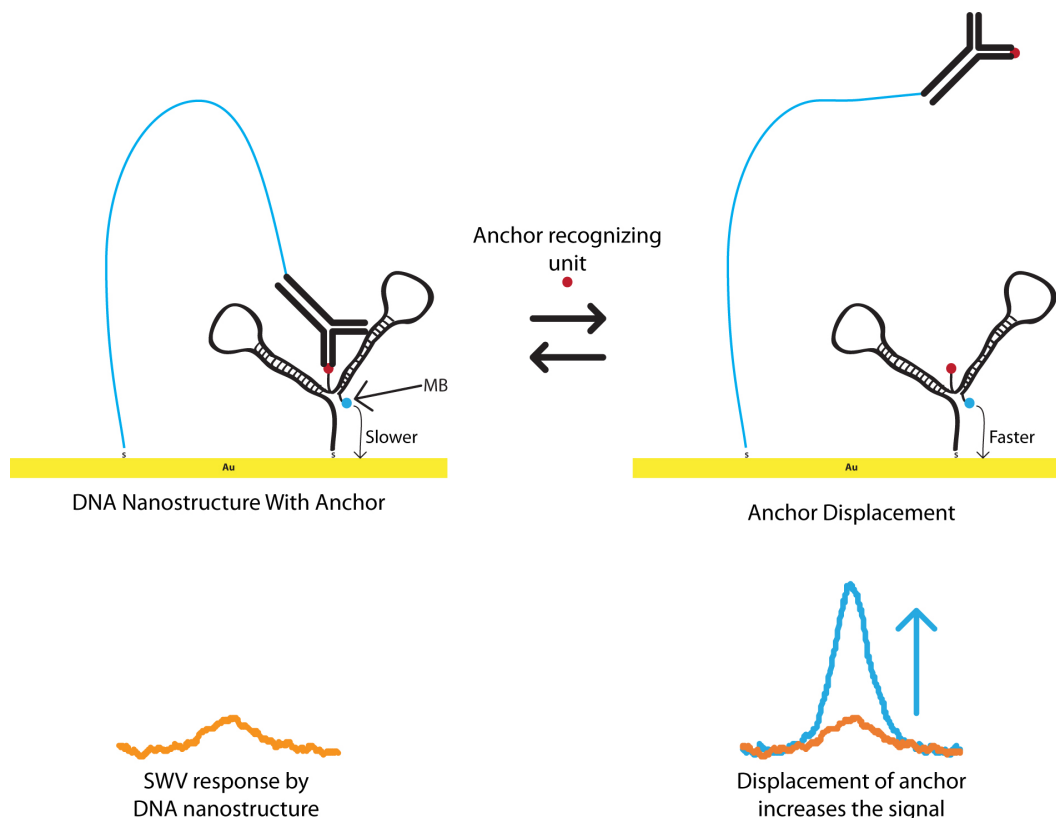 Anchor recognizing
unit
MB
Slower
Faster
s
s
s
s
Au
Au
DNA Nanostructure With Anchor
Anchor Displacement
SWV response by
DNA nanostructure
Displacement of anchor
increases the signal